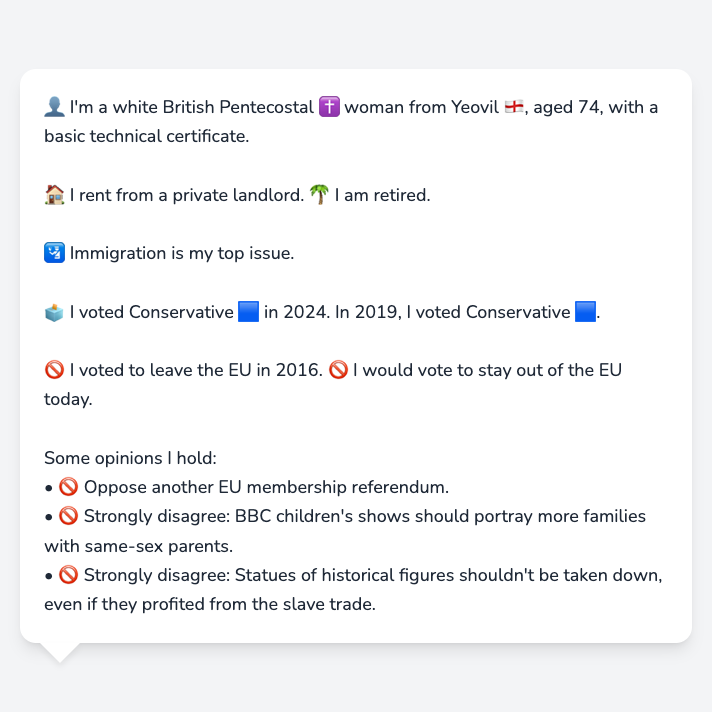 👤 I'm a white British Pentecostal ✝️ woman from Yeovil 🏴󠁧󠁢󠁥󠁮󠁧󠁿, aged 74, with a
basic technical certificate.
🏠 I rent from a private landlord. 🌴 I am retired.
🛂 Immigration is my top issue.
🗳️ I voted Conservative 🟦 in 2024. In 2019, I voted Conservative 🟦.
🚫 I voted to leave the EU in 2016. 🚫 I would vote to stay out of the EU
today.
Some opinions I hold:
• 🚫 Oppose another EU membership referendum.
• 🚫 Strongly disagree: BBC children's shows should portray more families
with same-sex parents.
• 🚫 Strongly disagree: Statues of historical figures shouldn't be taken down,
even if they profited from the slave trade.